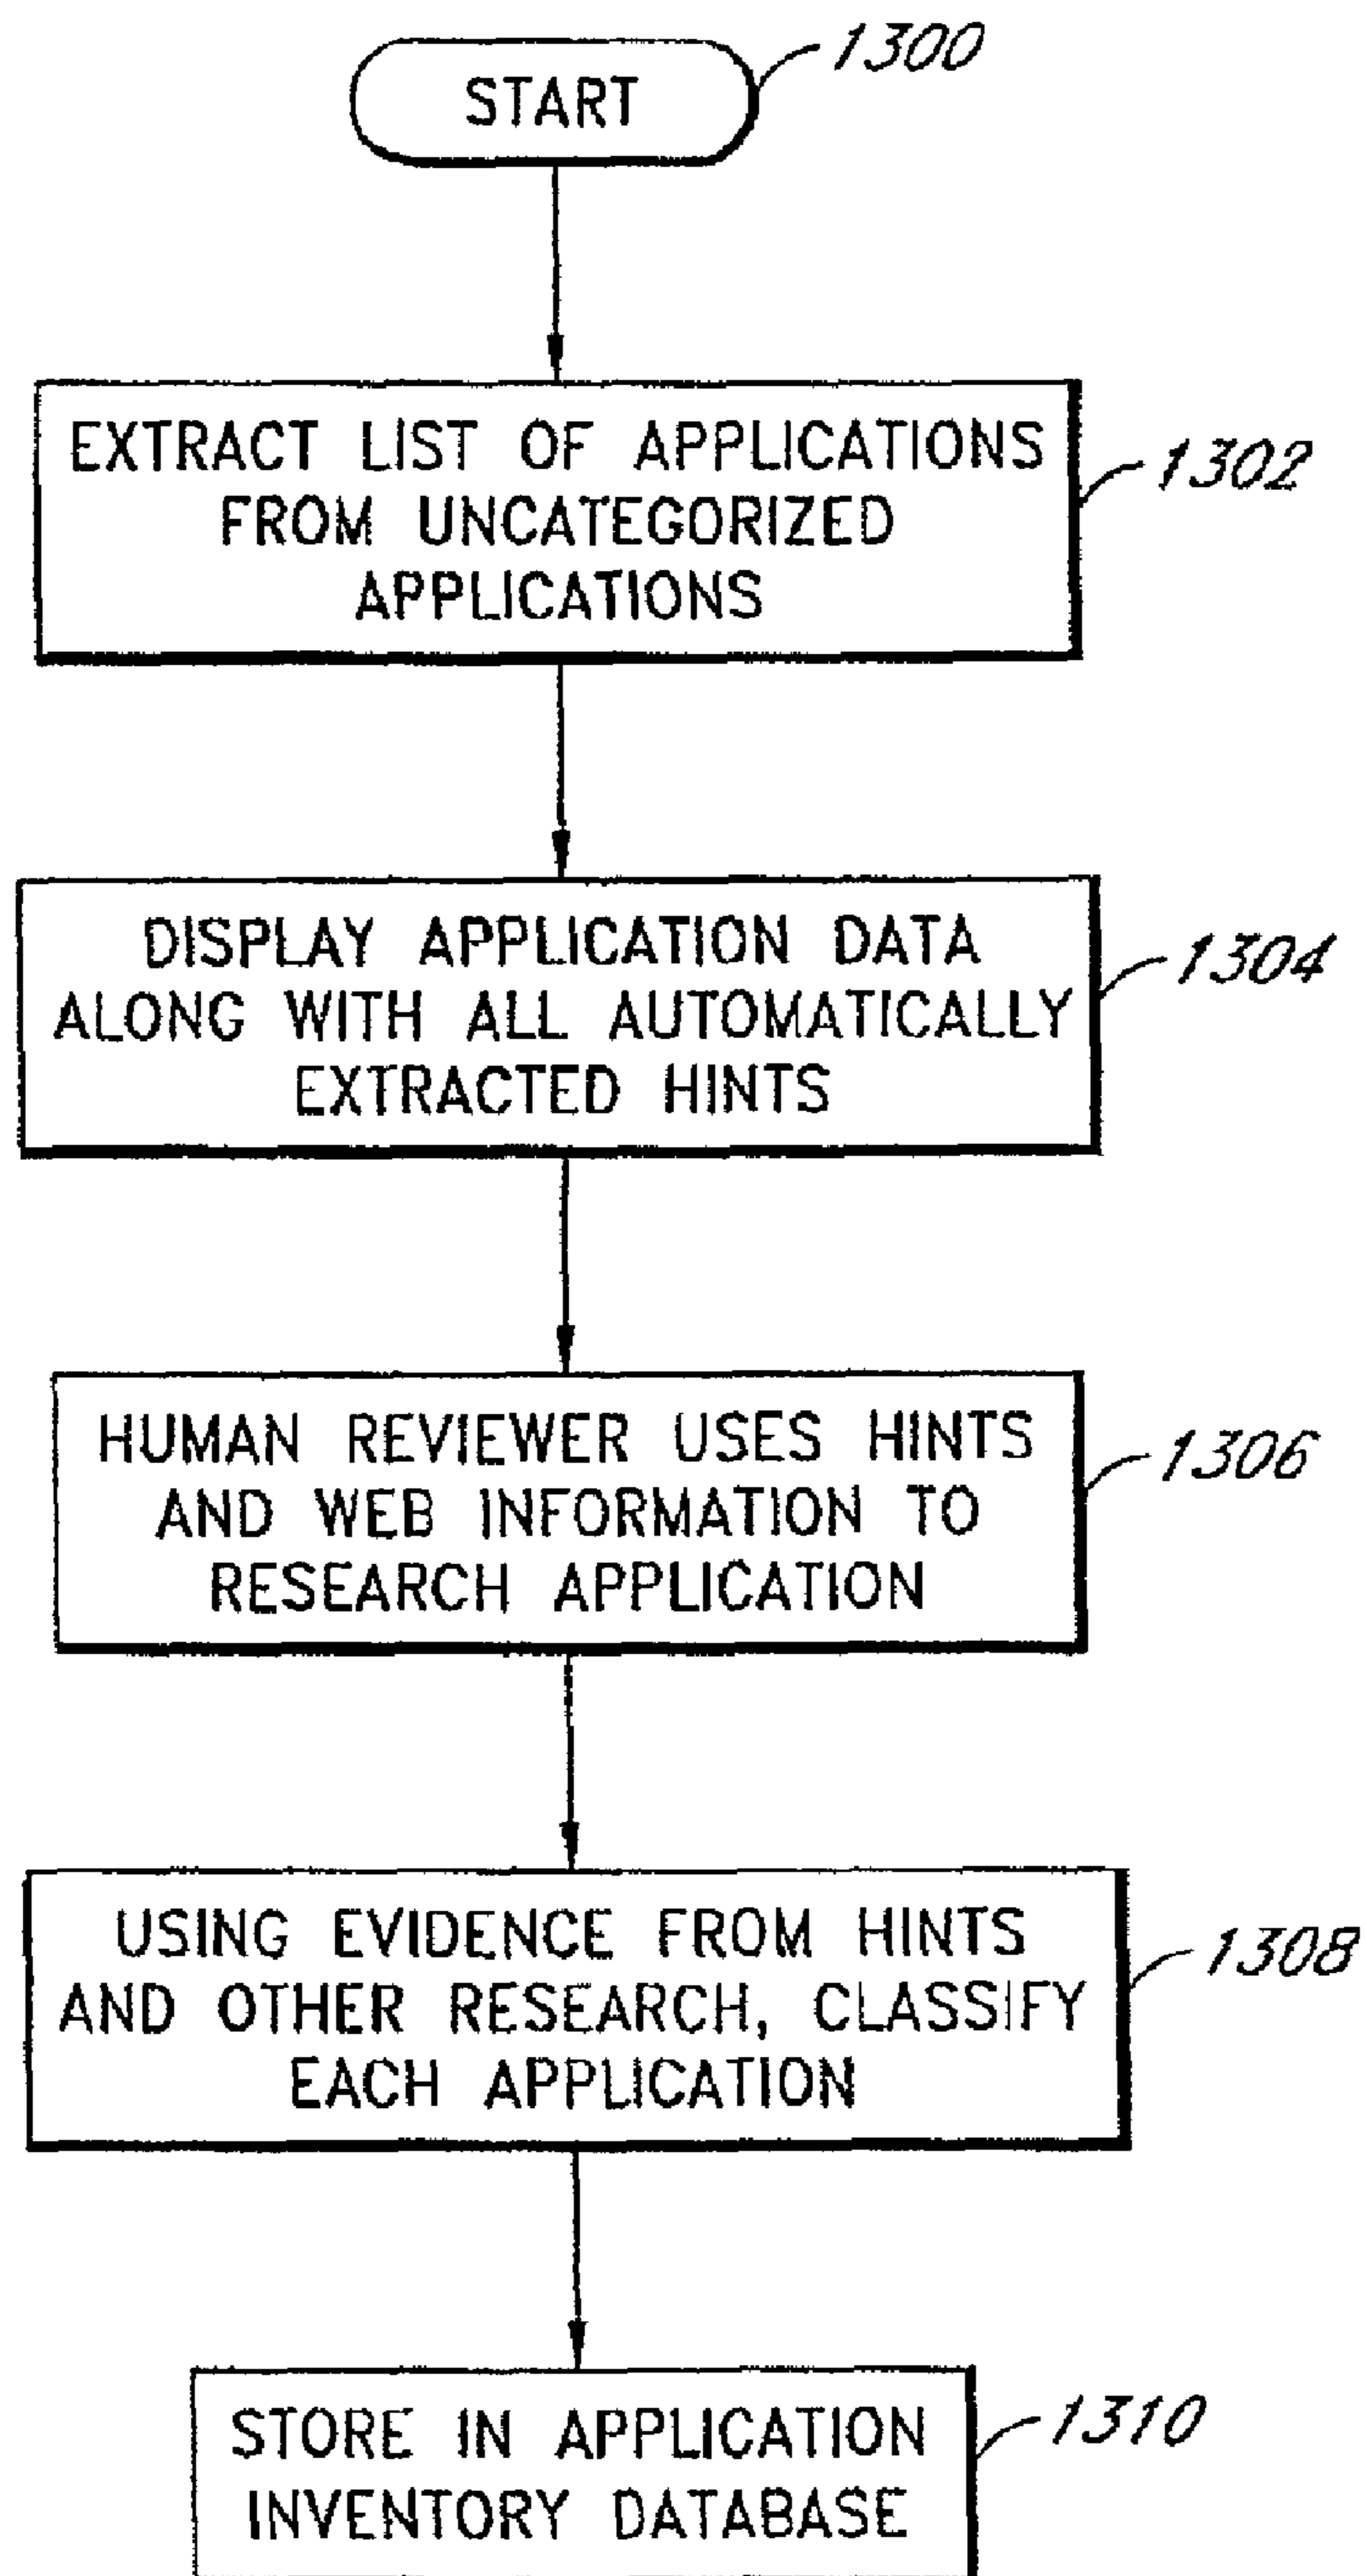 START
1300
EXTRACT LIST OF APPLICATIONS
FROM UNCATEGORIZED
APPLICATIONS
1302
DISPLAY APPLICATION DATA
ALONG WITH ALL AUTOMATICALLY
EXTRACTED HINTS
1304
HUMAN REVIEWER USES HINTS
AND WEB INFORMATION TO
RESEARCH APPLICATION
1306
USING EVIDENCE FROM HINTS
AND OTHER RESEARCH, CLASSIFY
EACH APPLICATION
1308
STORE IN APPLICATION
INVENTORY DATABASE
1310